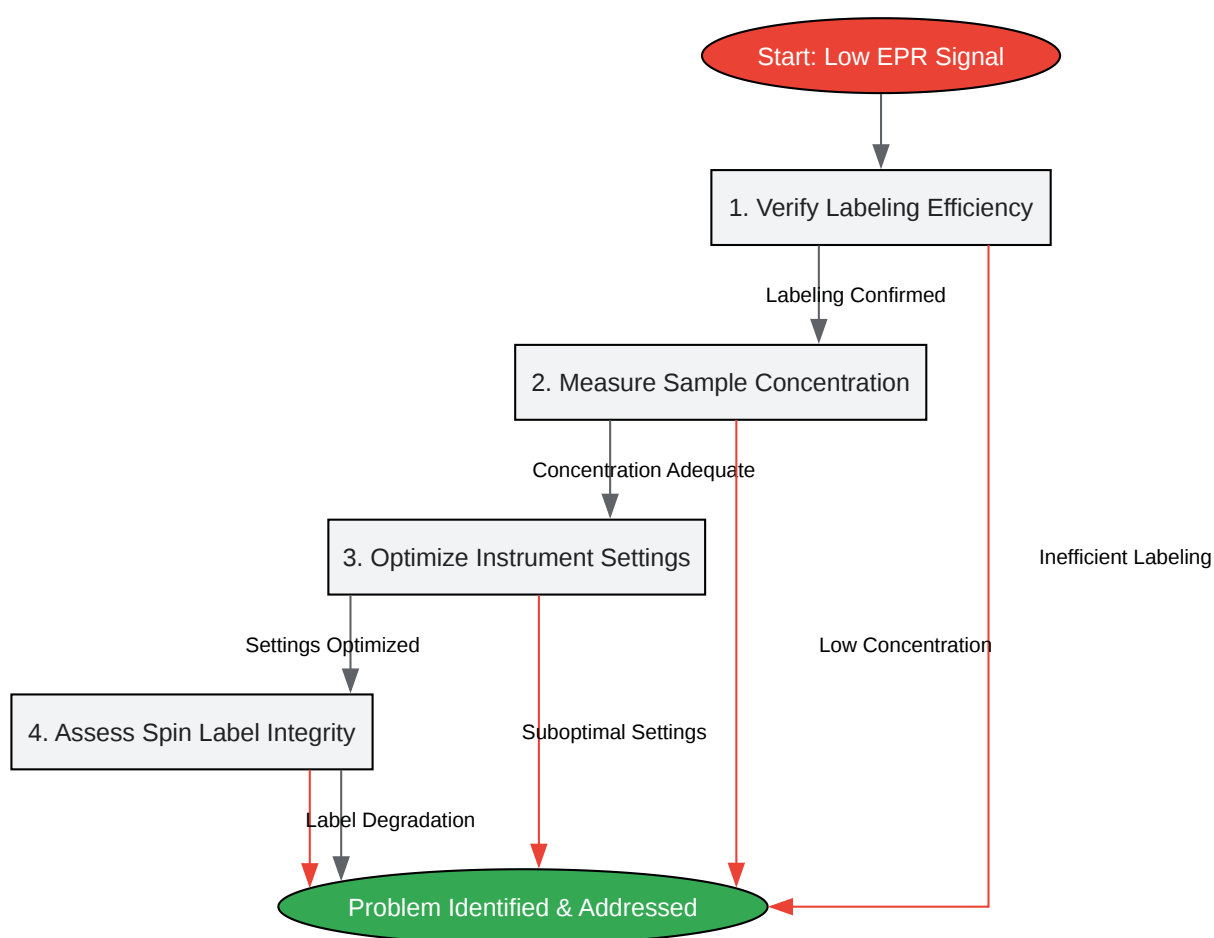 Start: Low EPR Signal
1. Verify Labeling Efficiency
Labeling Confirmed
2. Measure Sample Concentration
Concentration Adequate
3. Optimize Instrument Settings
Inefficient Labeling
Settings Optimized
Low Concentration
4. Assess Spin Label Integrity
Suboptimal Settings
Label Degradation
Problem Identified & Addressed